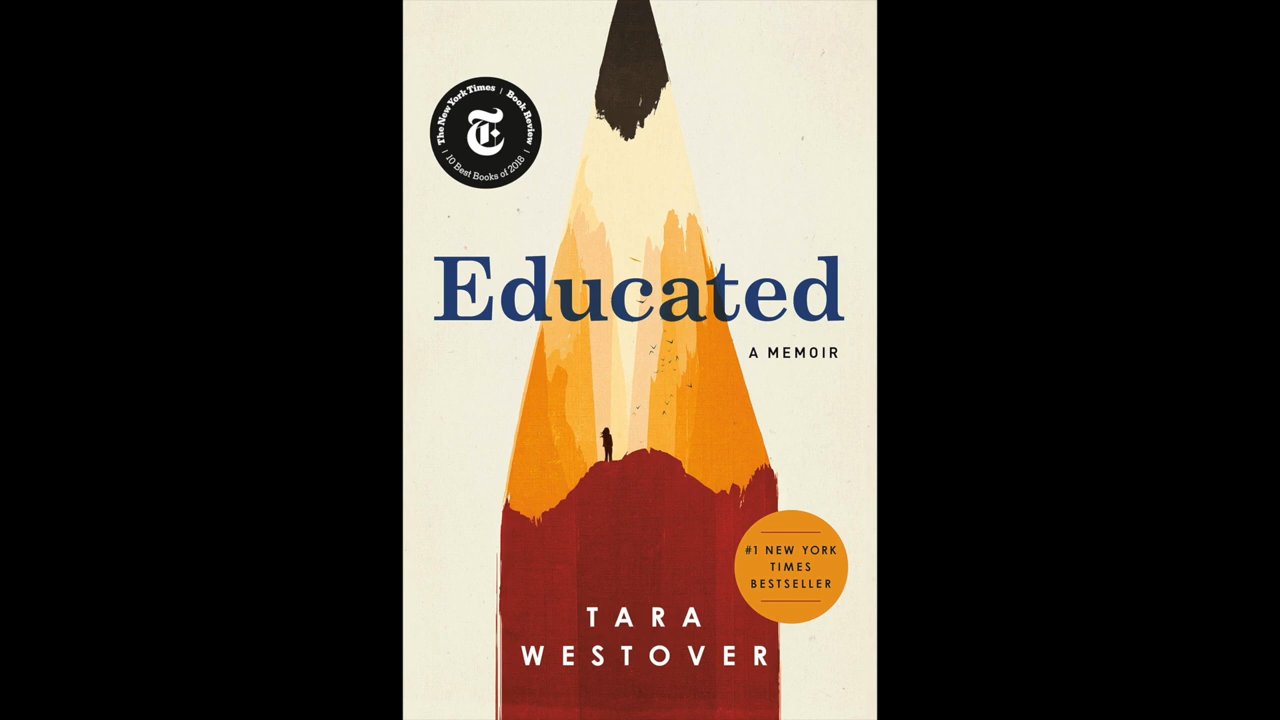 The New York Times | Book Review
T
| 10 Best Books of 2018 |
Educated
A MEMOIR
#1 NEW YORK
TIMES
BESTSELLER
TARA
WESTOVER